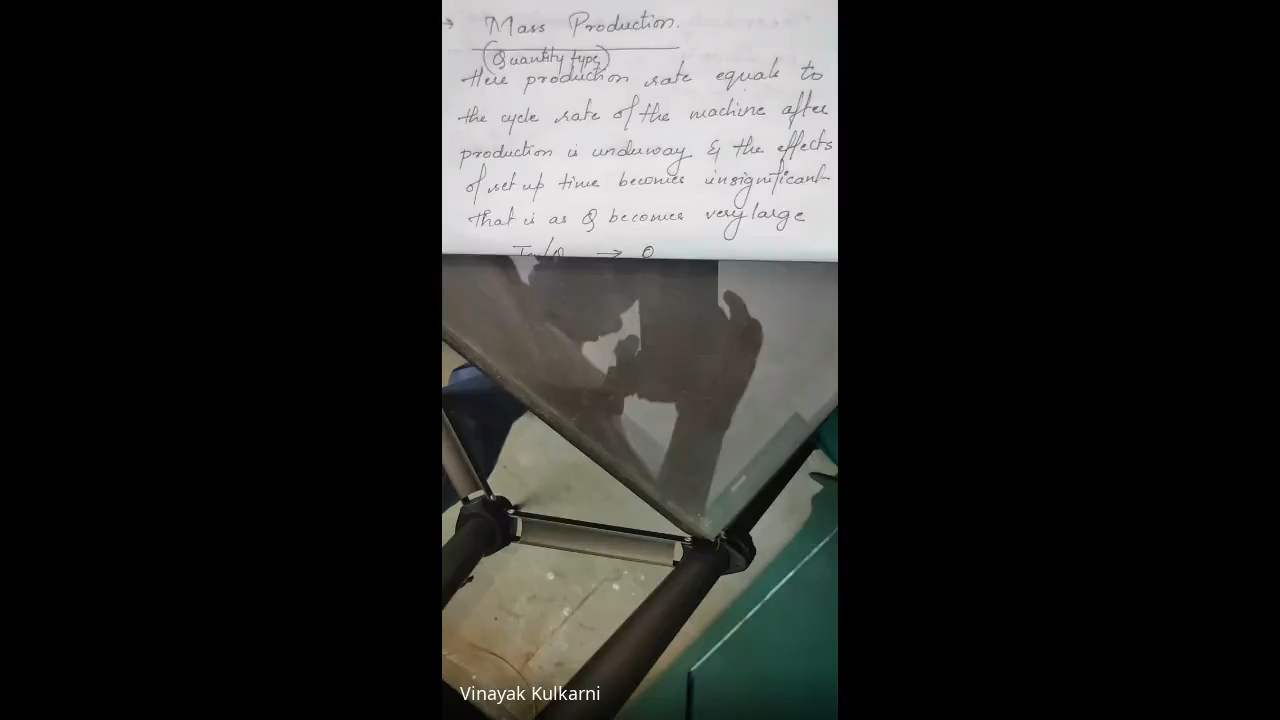 → Mass Production.
(Quantity type)
Here production rate equals to
the cycle rate of the machine after
production is underway & the effects
of set up time becomes insignificant
That is as Q becomes very large
→ 0
Vinayak Kulkarni